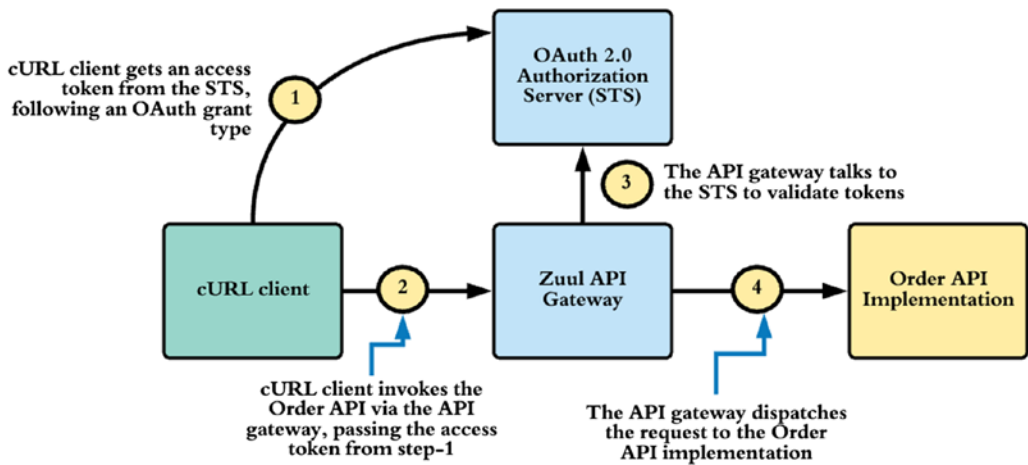 cURL client gets an access
token from the STS,
following an OAuth grant
type
1
OAuth 2.0
Authorization
Server (STS)
3
The API gateway talks to
the STS to validate tokens
cURL client
2
Zuul API
Gateway
4
Order API
Implementation
cURL client invokes the
Order API via the API
gateway, passing the access
token from step-1
The API gateway dispatches
the request to the Order
API implementation